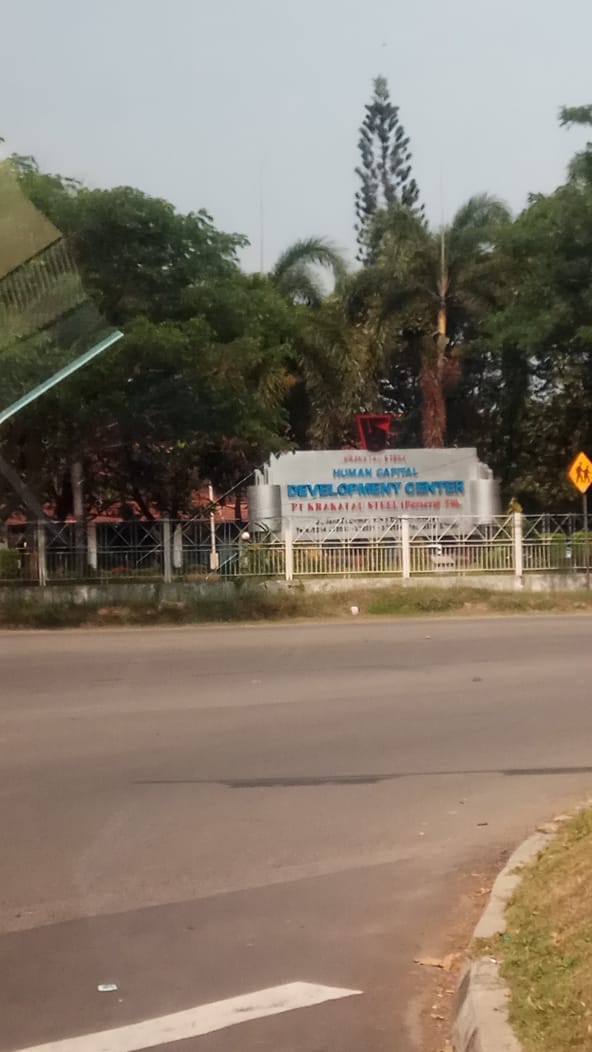 KRAKATAU STEEL
HUMAN CAPITAL
DEVELOPMENT CENTER
PT KRAKATAU STEEL (Persero) Tbk.